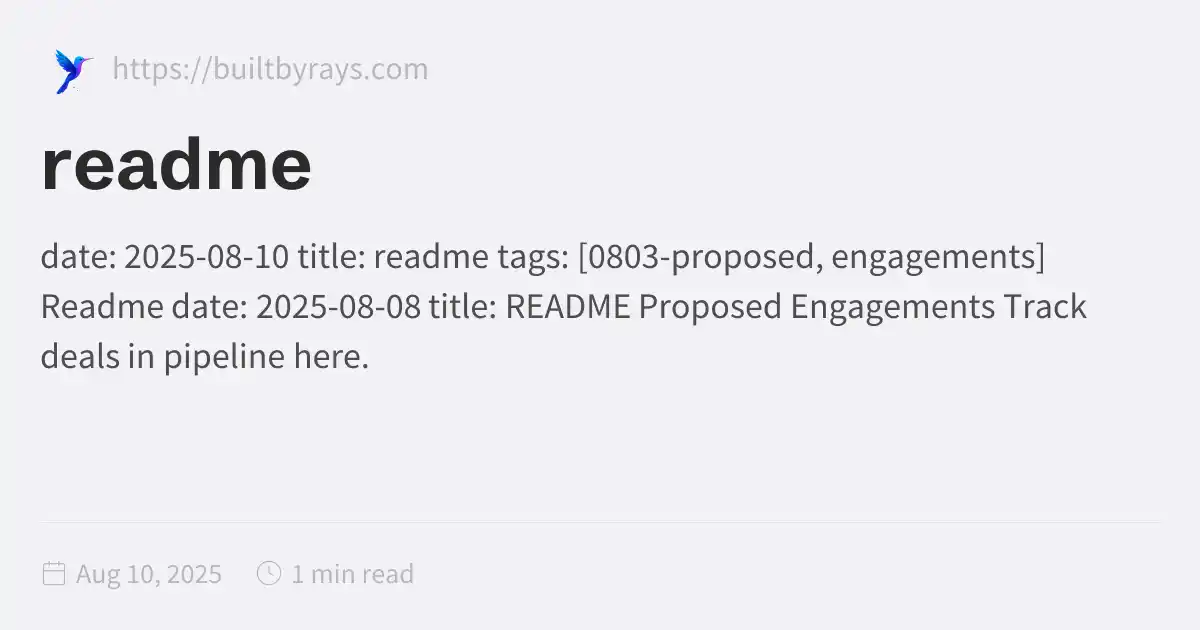 https://builtbyrays.com
readme
date: 2025-08-10 title: readme tags: [0803-proposed, engagements]
Readme date: 2025-08-08 title: README Proposed Engagements Track
deals in pipeline here.
Aug 10, 2025 1 min read